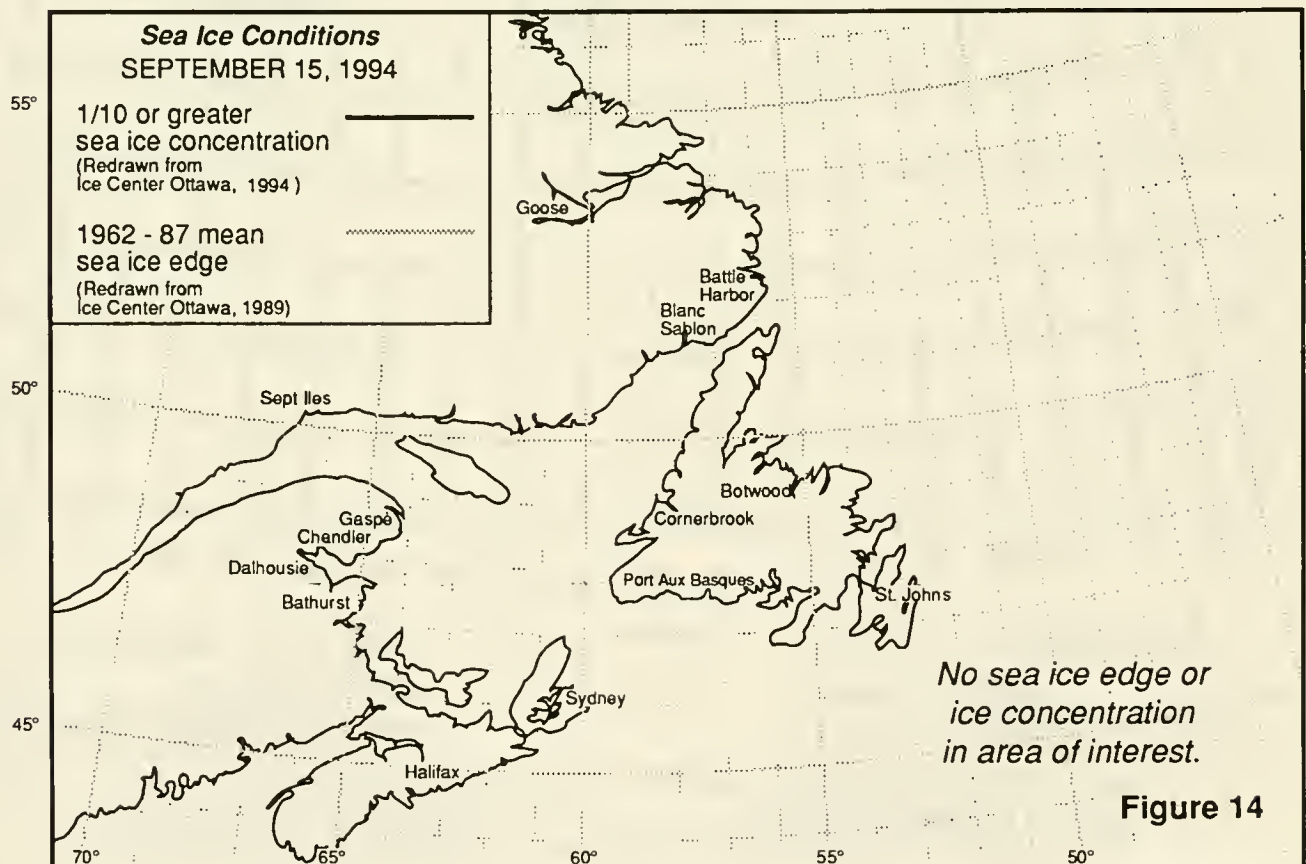 Sea Ice Conditions
SEPTEMBER 15, 1994
1/10 or greater
sea ice concentration
(Redrawn from
Ice Center Ottawa, 1994 )
1962 - 87 mean
sea ice edge
(Redrawn from
Ice Center Ottawa, 1989)
55°
Goose
Battle
Harbor
Blanc
Sablon
50°
Sept Iles
Botwood
Cornerbrook
Gaspè
Chandler
Dalhousie
Port Aux Basques
Bathurst
St. Johns
Sydney
45°
Halifax
No sea ice edge or
ice concentration
in area of interest.
Figure 14
70°
65°
60°
55°
50°